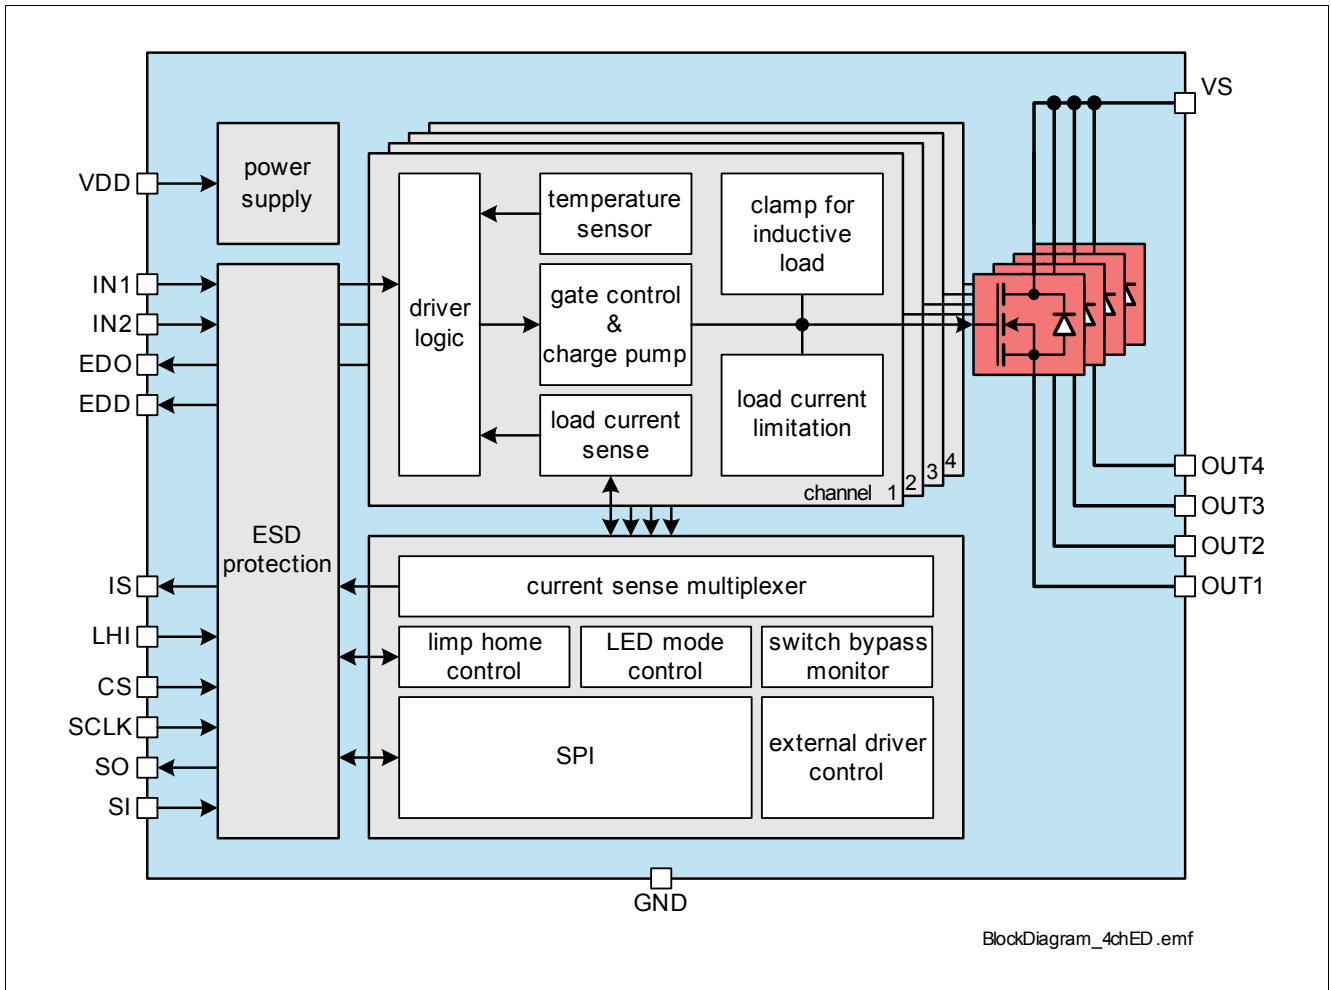 VS
VDD
power
supply
temperature
sensor
clamp for
inductive
load
IN1
IN2
EDO
EDD
driver
logic
gate control
&
charge pump
load current
sense
load current
limitation
channel 1
2
3
4
OUT4
OUT3
OUT2
OUT1
ESD
protection
IS
LHI
CS
SCLK
SO
SI
current sense multiplexer
limp home
control
LED mode
control
switch bypass
monitor
SPI
external driver
control
GND
BlockDiagram_4chED.emf